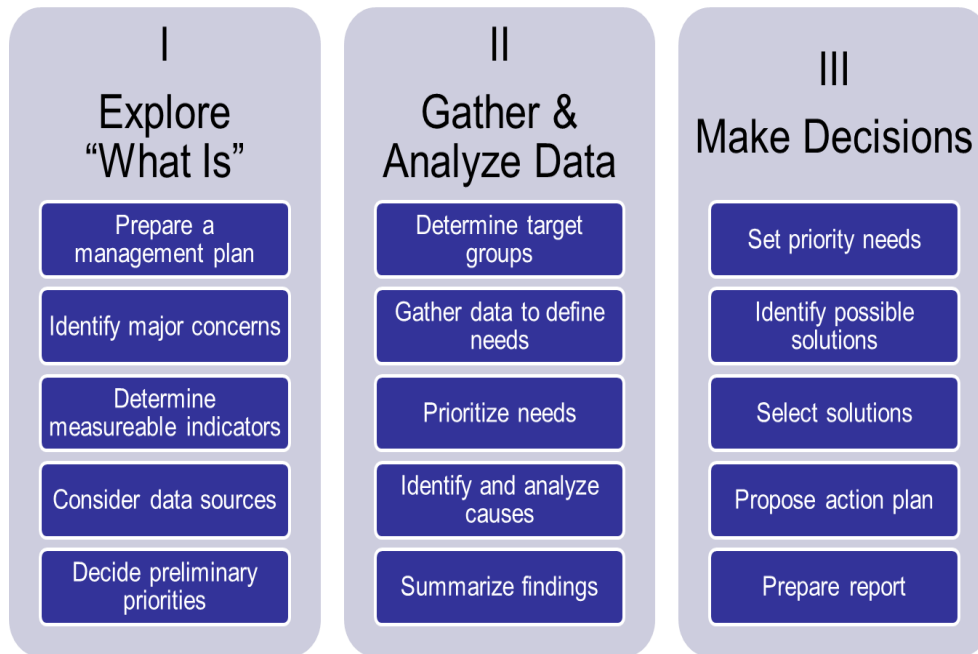 I
Explore
“What Is”
Prepare a
management plan
Identify major concerns
Determine
measureable indicators
Consider data sources
Decide preliminary
priorities
II
Gather &
Analyze Data
Determine target
groups
Gather data to define
needs
Prioritize needs
Identify and analyze
causes
Summarize findings
III
Make Decisions
Set priority needs
Identify possible
solutions
Select solutions
Propose action plan
Prepare report